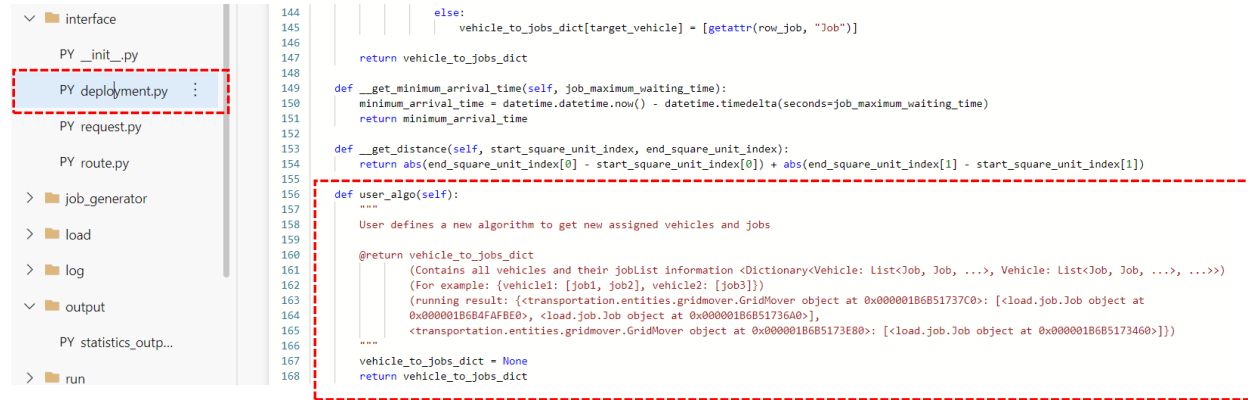 interface
PY __init__.py
PY deployment.py
PY request.py
PY route.py
job_generator
load
log
output
PY statistics_outp...
run
144 else:
145 vehicle_to_jobs_dict[target_vehicle] = [getattr(row_job, "Job")]
146
147 return vehicle_to_jobs_dict
148
149 def __get_minimum_arrival_time(self, job_maximum_waiting_time):
150 minimum_arrival_time = datetime.datetime.now() - datetime.timedelta(seconds=job_maximum_waiting_time)
151 return minimum_arrival_time
152
153 def __get_distance(self, start_square_unit_index, end_square_unit_index):
154 return abs(end_square_unit_index[0] - start_square_unit_index[0]) + abs(end_square_unit_index[1] - start_square_unit_index[1])
155
156 def user_algo(self):
157 """
158 User defines a new algorithm to get new assigned vehicles and jobs
159
160 @return vehicle_to_jobs_dict
161 (Contains all vehicles and their jobList information <Dictionary<Vehicle: List<Job, Job, ...>, Vehicle: List<Job, Job, ...>, ...>>)
162 (For example: {vehicle1: [job1, job2], vehicle2: [job3]})
163 (running result: {<transportation.entities.gridmover.GridMover object at 0x000001B6B51737C0>: [<load.job.Job object at
164 0x000001B6B4FAFBE0>, <load.job.Job object at 0x000001B6B51736A0>],
165 <transportation.entities.gridmover.GridMover object at 0x000001B6B5173E80>: [<load.job.Job object at 0x000001B6B5173460>]})
166 """
167 vehicle_to_jobs_dict = None
168 return vehicle_to_jobs_dict